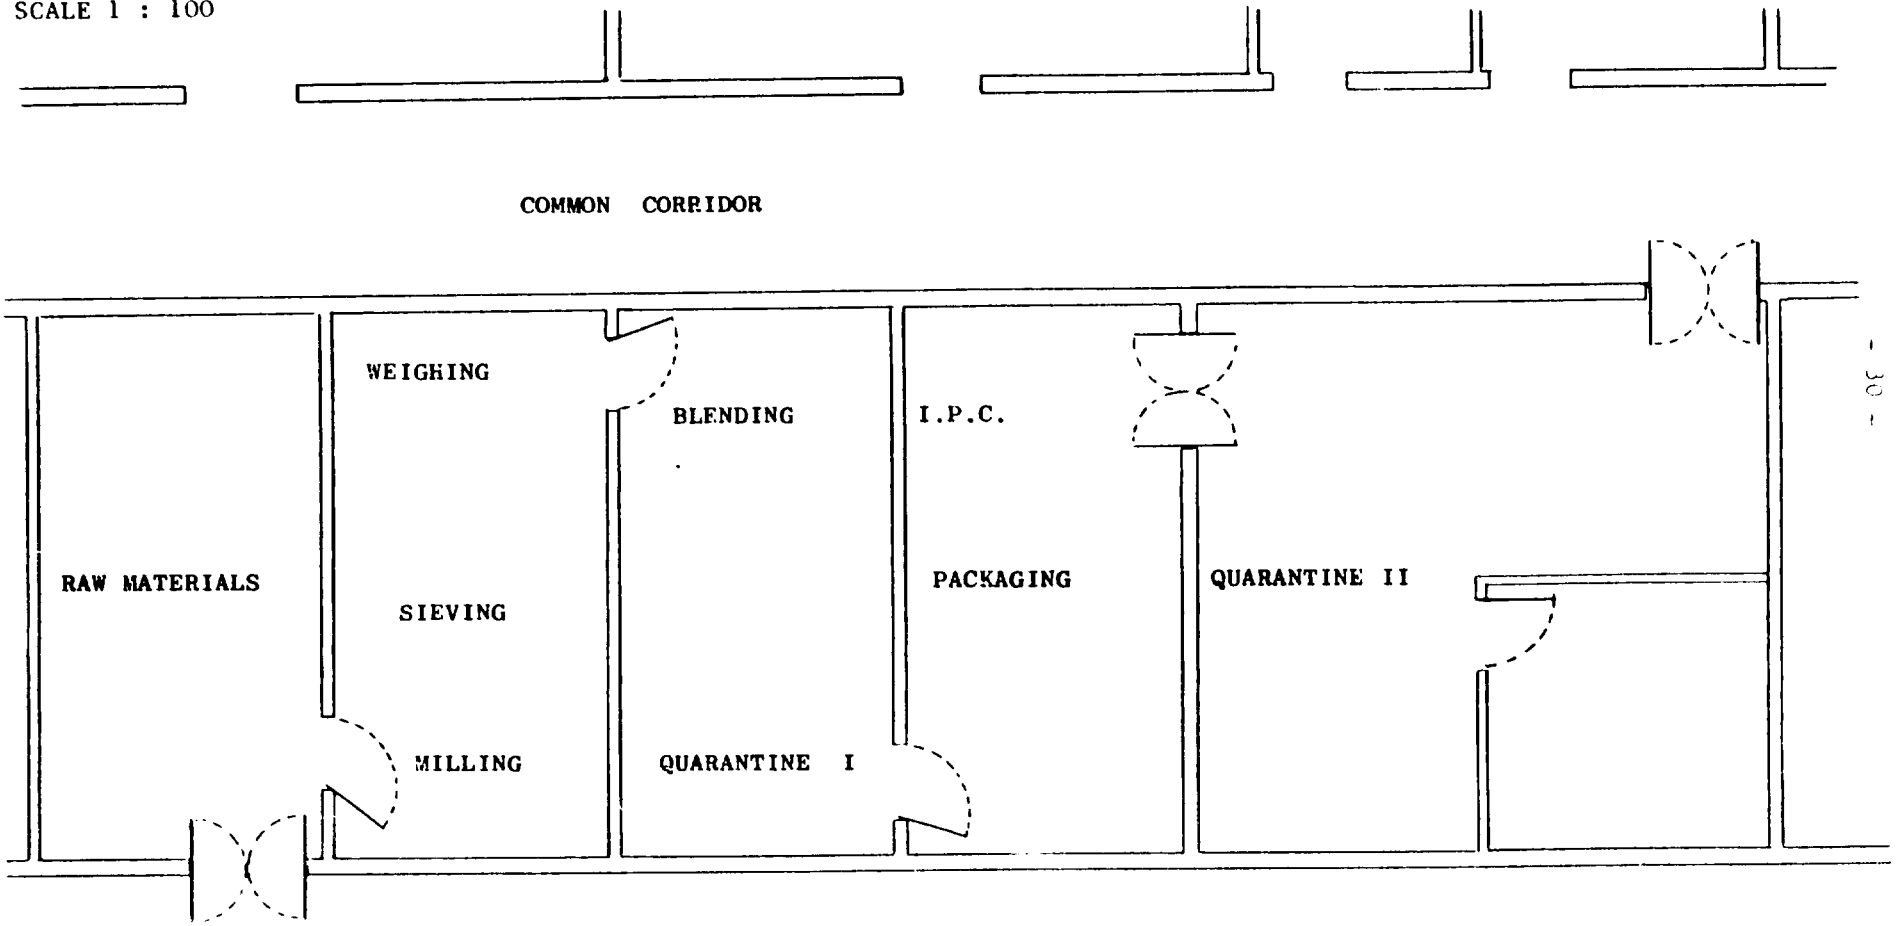 SCALE 1 : 100
COMMON CORRIDOR
WEIGHING
BLENDING
I.P.C.
RAW MATERIALS
SIEVING
PACKAGING
QUARANTINE II
MILLING
QUARANTINE I
- 30 -